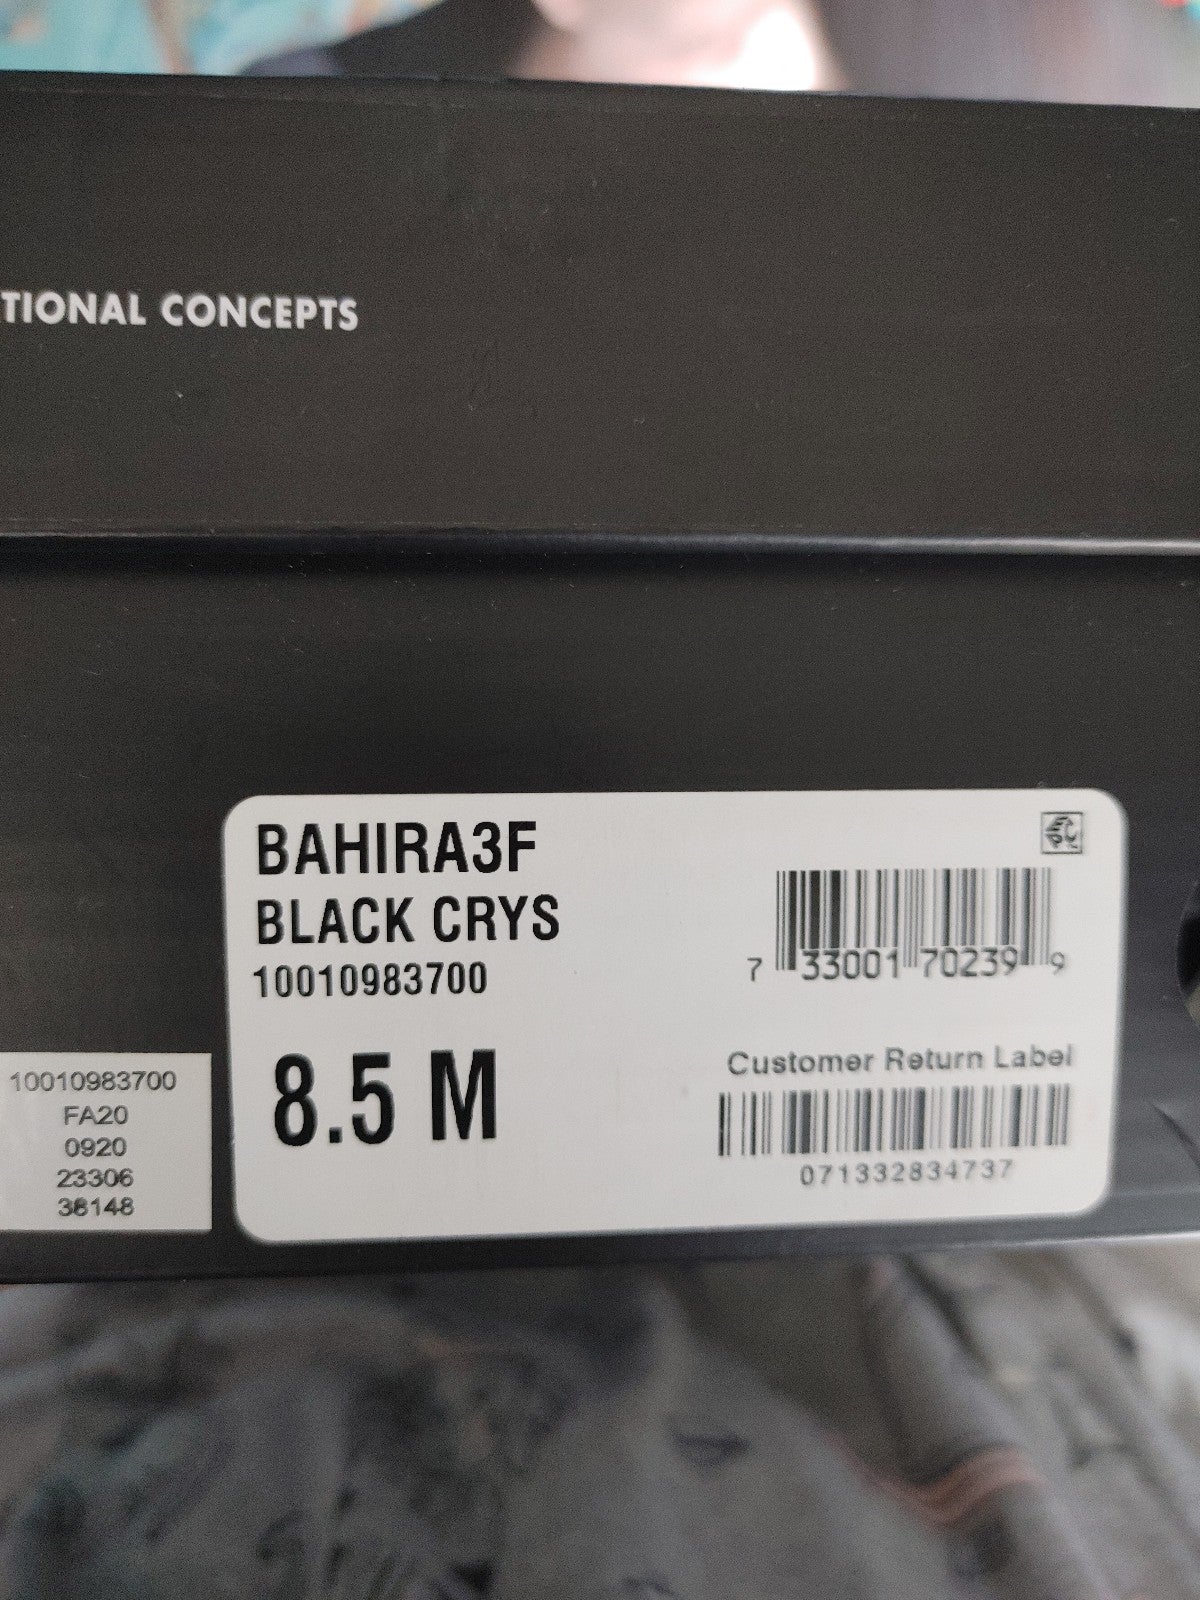 TIONAL CONCEPTS
BAHIRA3F
BLACK CRYS
10010983700
7 33001 70239 9
8.5 M
Customer Return Label
071332834737
10010983700
FA20
0920
23306
38148